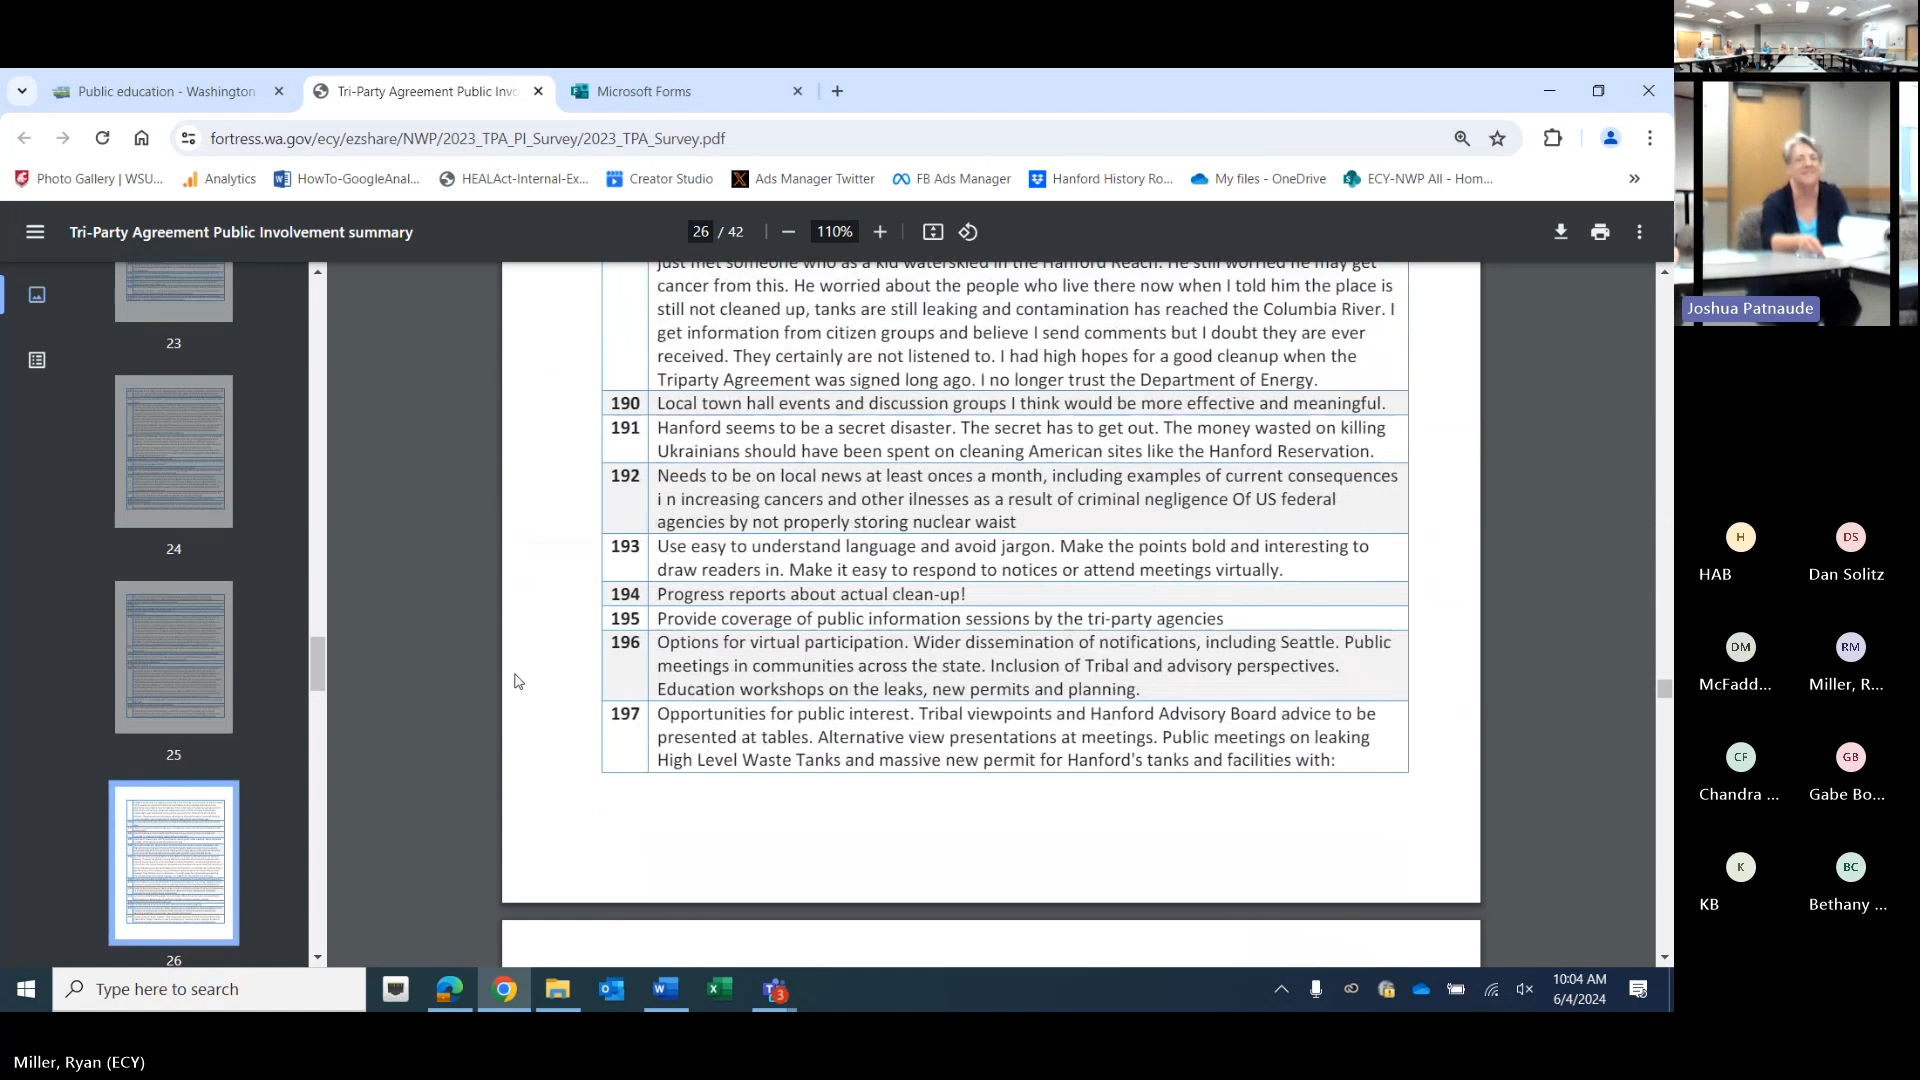 Public education - Washington
Tri-Party Agreement Public Invo
Microsoft Forms
fortress.wa.gov/ecy/ezshare/NWP/2023_TPA_PI_Survey/2023_TPA_Survey.pdf
Photo Gallery | WSU...
Analytics
HowTo-GoogleAnal...
HEALAct-Internal-Ex...
Creator Studio
Ads Manager Twitter
FB Ads Manager
Hanford History Ro...
My files - OneDrive
ECY-NWP All - Hom...
Tri-Party Agreement Public Involvement summary
26 / 42
110%
23
24
25
26
just met someone who as a kid waterskied in the Hanford Reach. He still worried he may get
cancer from this. He worried about the people who live there now when I told him the place is
still not cleaned up, tanks are still leaking and contamination has reached the Columbia River. I
get information from citizen groups and believe I send comments but I doubt they are ever
received. They certainly are not listened to. I had high hopes for a good cleanup when the
Triparty Agreement was signed long ago. I no longer trust the Department of Energy.
190 Local town hall events and discussion groups I think would be more effective and meaningful.
191 Hanford seems to be a secret disaster. The secret has to get out. The money wasted on killing
Ukrainians should have been spent on cleaning American sites like the Hanford Reservation.
192 Needs to be on local news at least onces a month, including examples of current consequences
i n increasing cancers and other ilnesses as a result of criminal negligence Of US federal
agencies by not properly storing nuclear waist
193 Use easy to understand language and avoid jargon. Make the points bold and interesting to
draw readers in. Make it easy to respond to notices or attend meetings virtually.
194 Progress reports about actual clean-up!
195 Provide coverage of public information sessions by the tri-party agencies
196 Options for virtual participation. Wider dissemination of notifications, including Seattle. Public
meetings in communities across the state. Inclusion of Tribal and advisory perspectives.
Education workshops on the leaks, new permits and planning.
197 Opportunities for public interest. Tribal viewpoints and Hanford Advisory Board advice to be
presented at tables. Alternative view presentations at meetings. Public meetings on leaking
High Level Waste Tanks and massive new permit for Hanford's tanks and facilities with:
Joshua Patnaude
H
HAB
DS
Dan Solitz
DM
McFadd...
RM
Miller, R...
CF
Chandra ...
GB
Gabe Bo...
K
KB
BC
Bethany ...
Type here to search
3
10:04 AM
6/4/2024
Miller, Ryan (ECY)